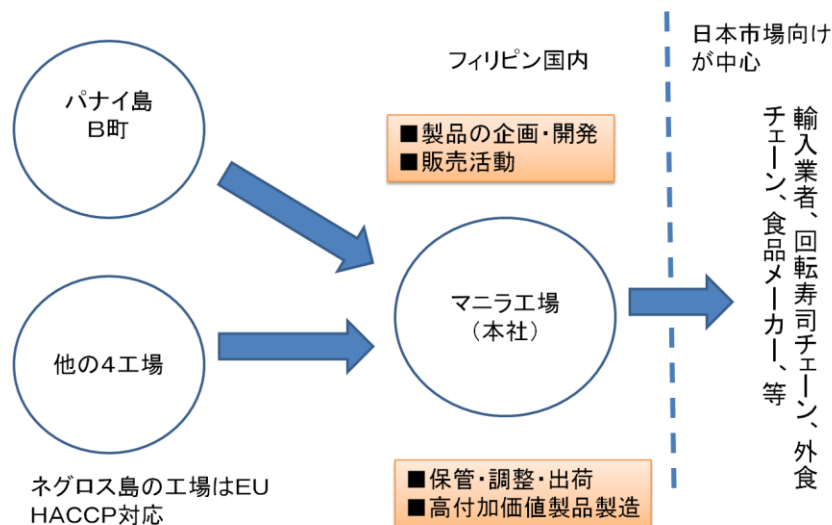 パナイ島
B町
フィリピン国内
■製品の企画・開発
■販売活動
日本市場向け
が中心
輸入業者、回転寿司チェーン、外食
チェーン、食品メーカー、等
他の4工場
マニラ工場
（本社）
ネグロス島の工場はEU
HACCP対応
■保管・調整・出荷
■高付加価値製品製造